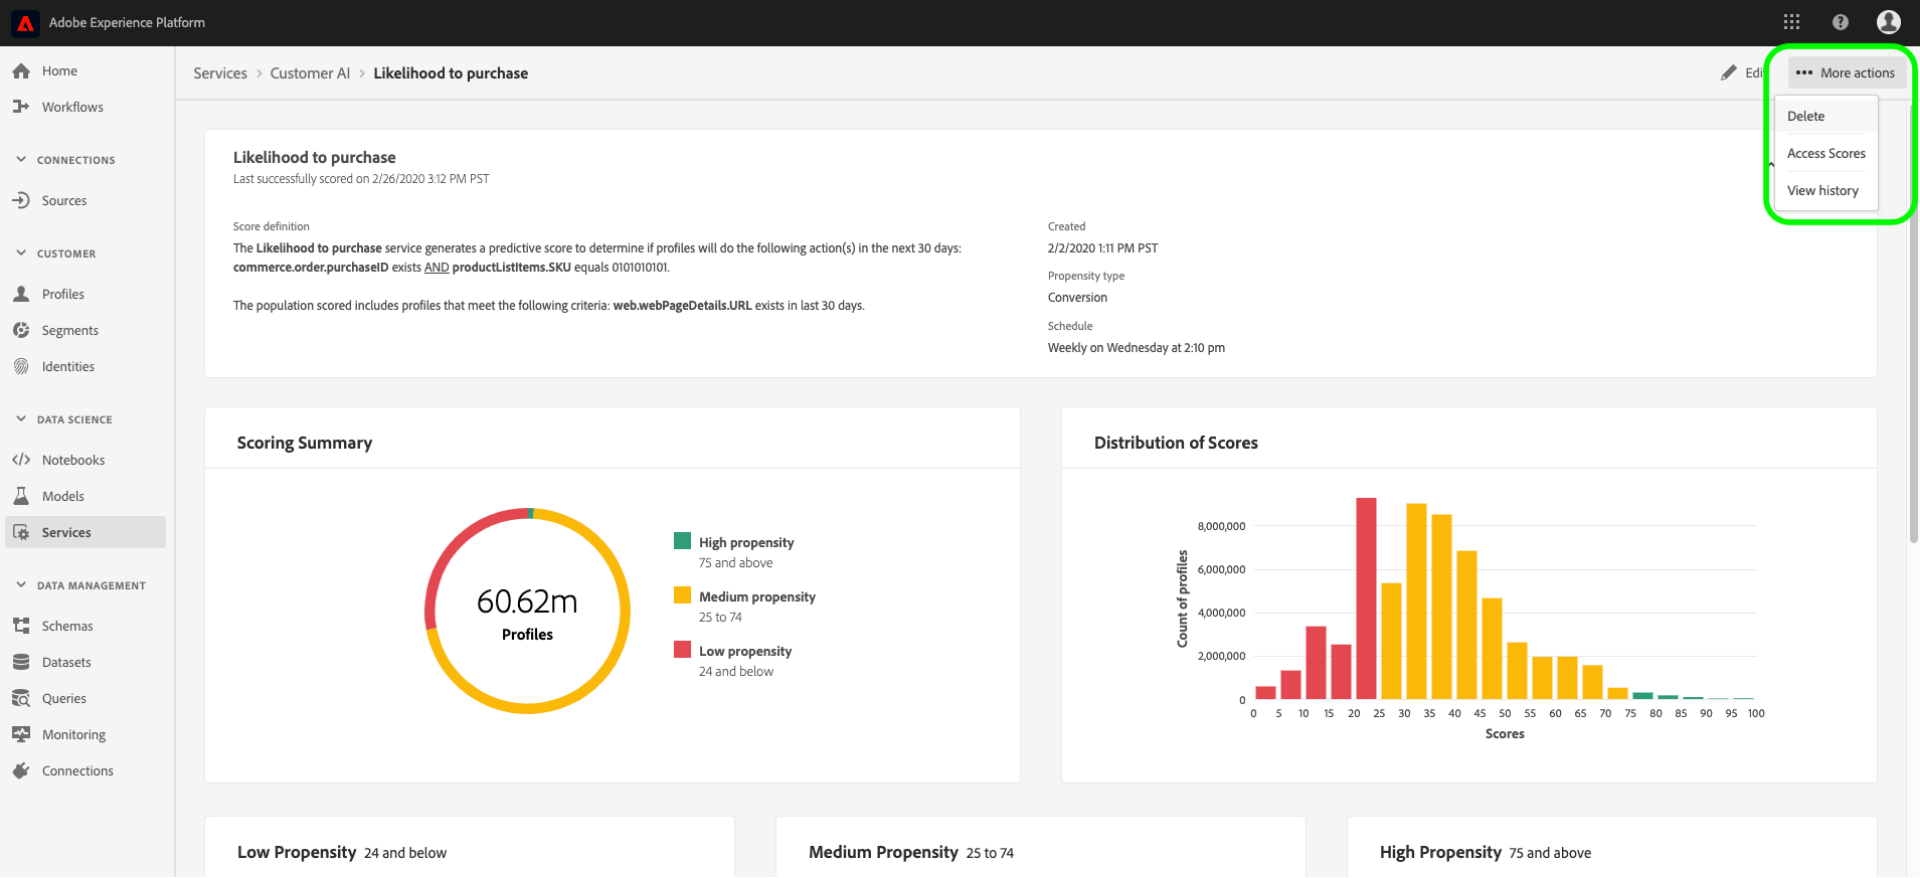 Adobe Experience Platform
Home
Workflows
CONNECTIONS
Sources
CUSTOMER
Profiles
Segments
Identities
DATA SCIENCE
Notebooks
Models
Services
DATA MANAGEMENT
Schemas
Datasets
Queries
Monitoring
Connections
Services > Customer AI > Likelihood to purchase
Edi
••• More actions
Delete
Access Scores
View history
Likelihood to purchase
Last successfully scored on 2/26/2020 3:12 PM PST
Score definition
The Likelihood to purchase service generates a predictive score to determine if profiles will do the following action(s) in the next 30 days:
commerce.order.purchaseID exists AND productListItems.SKU equals 0101010101.
The population scored includes profiles that meet the following criteria: web.webPageDetails.URL exists in last 30 days.
Created
2/2/2020 1:11 PM PST
Propensity type
Conversion
Schedule
Weekly on Wednesday at 2:10 pm
Scoring Summary
60.62m
Profiles
High propensity
75 and above
Medium propensity
25 to 74
Low propensity
24 and below
Distribution of Scores
Count of profiles
8,000,000
6,000,000
4,000,000
2,000,000
0
0 5 10 15 20 25 30 35 40 45 50 55 60 65 70 75 80 85 90 95 100
Scores
Low Propensity 24 and below
Medium Propensity 25 to 74
High Propensity 75 and above